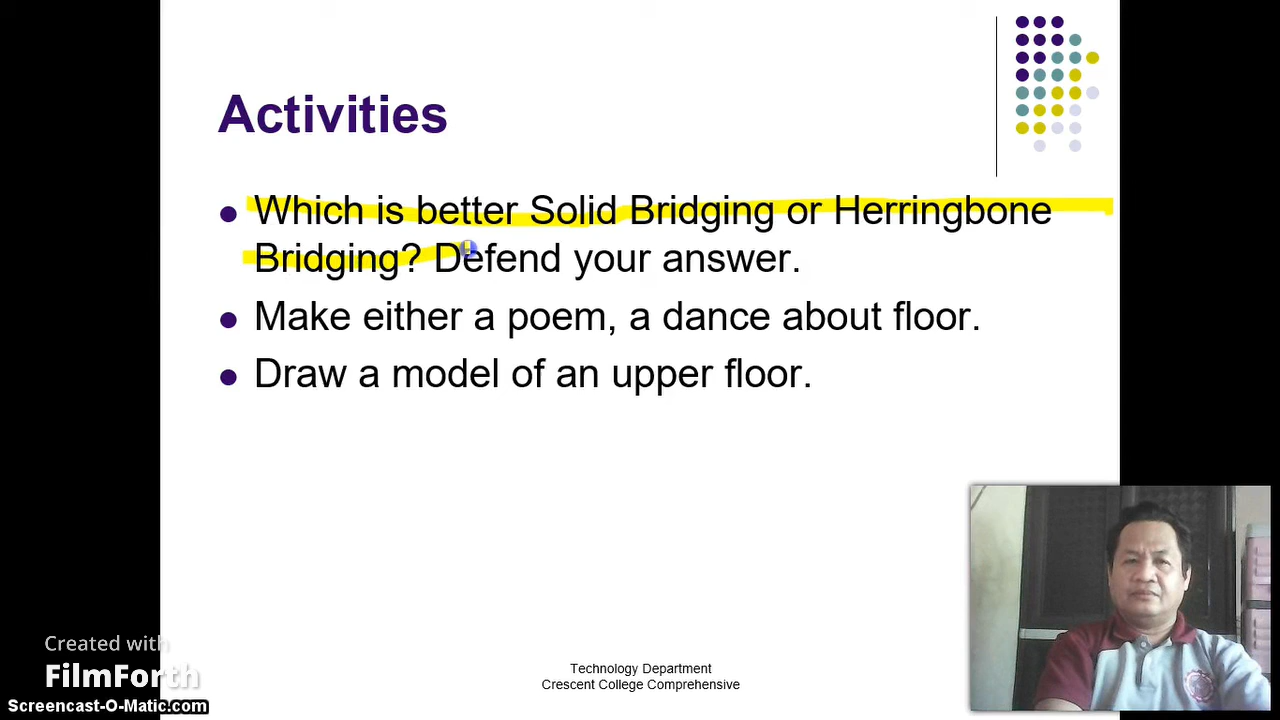 Activities
Which is better Solid Bridging or Herringbone
Bridging? Defend your answer.
Make either a poem, a dance about floor.
Draw a model of an upper floor.
Technology Department
Crescent College Comprehensive
Created with
FilmForth
Screencast-O-Matic.com